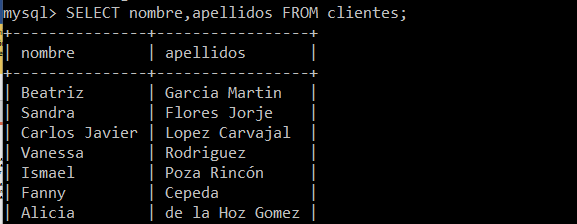 mysql> SELECT nombre,apellidos FROM clientes;
+---------------+-----------------+
| nombre        | apellidos       |
+---------------+-----------------+
| Beatriz       | Garcia Martin   |
| Sandra        | Flores Jorje    |
| Carlos Javier | Lopez Carvajal  |
| Vanessa       | Rodriguez       |
| Ismael        | Poza Rincón     |
| Fanny         | Cepeda          |
| Alicia        | de la Hoz Gomez |